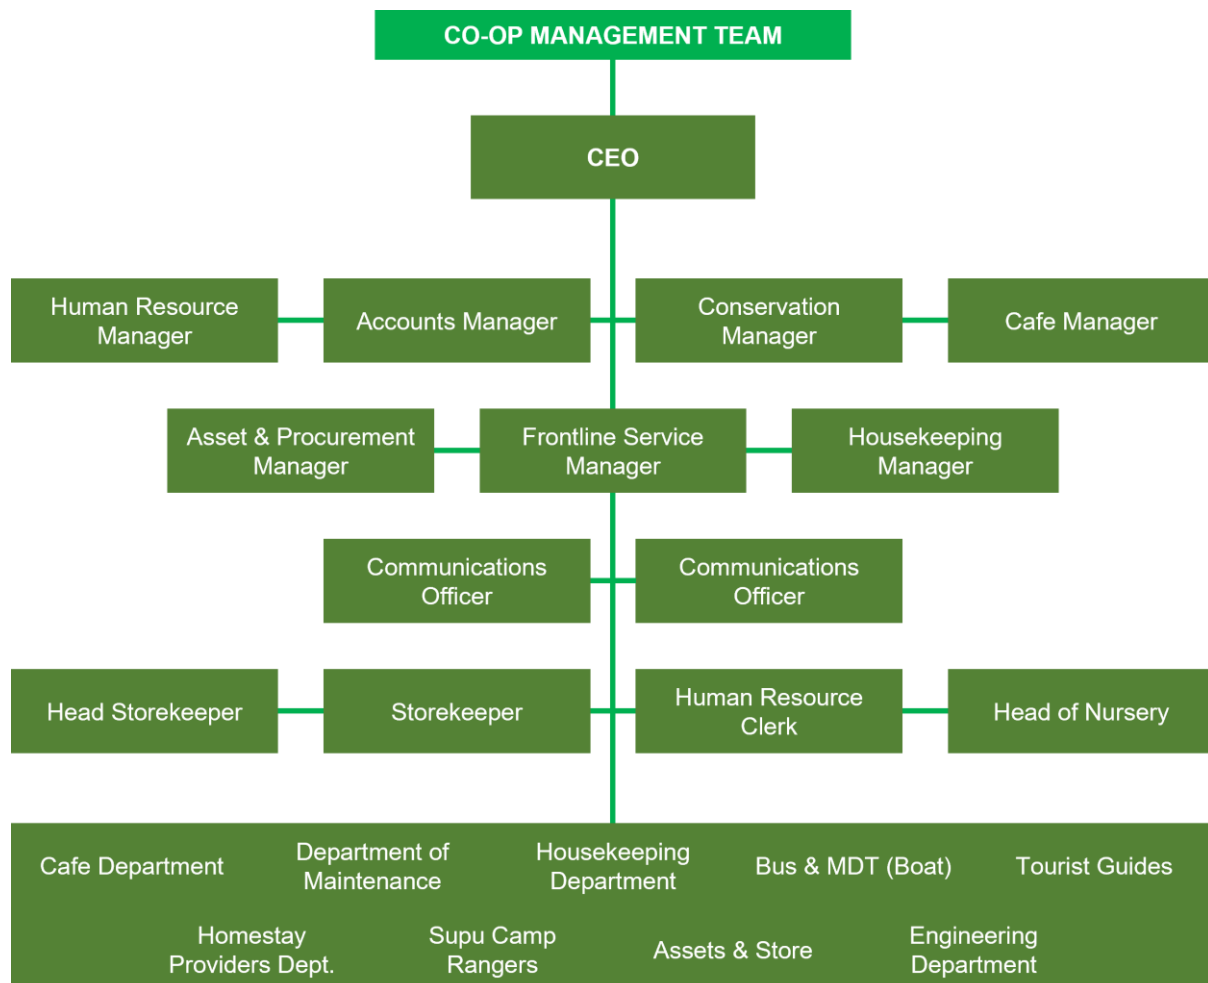 CO-OP MANAGEMENT TEAM
CEO
Human Resource
Manager
Accounts Manager
Conservation
Manager
Cafe Manager
Asset & Procurement
Manager
Frontline Service
Manager
Housekeeping
Manager
Communications
Officer
Communications
Officer
Head Storekeeper
Storekeeper
Human Resource
Clerk
Head of Nursery
Cafe Department
Department of
Maintenance
Housekeeping
Department
Bus & MDT (Boat)
Tourist Guides
Homestay
Providers Dept.
Supu Camp
Rangers
Assets & Store
Engineering
Department